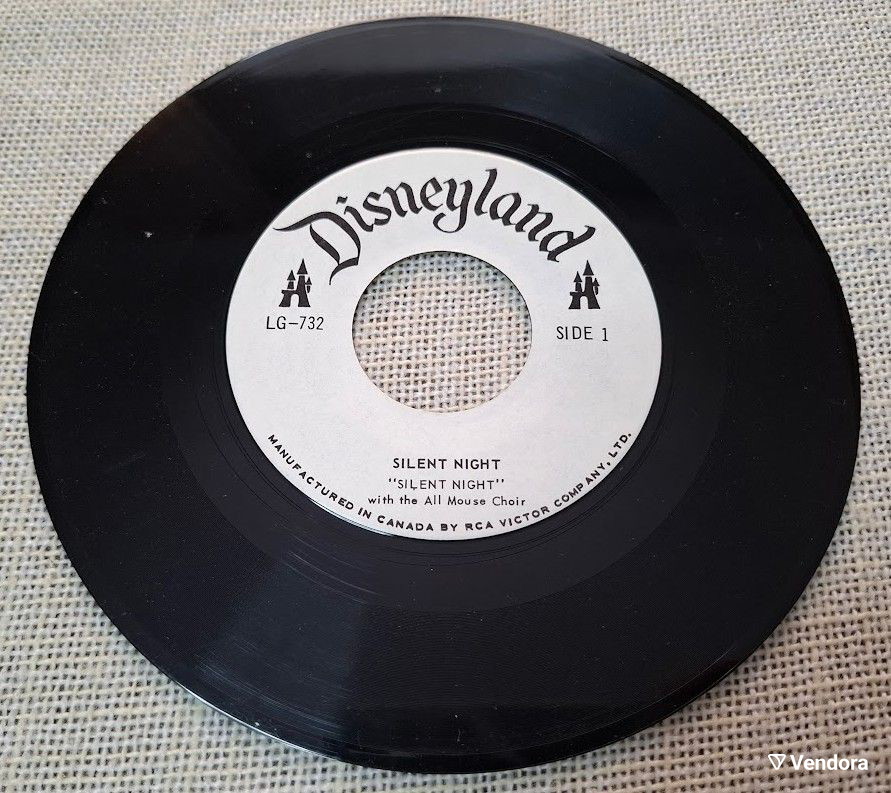 Disneyland
LG-732
SIDE 1
SILENT NIGHT
"SILENT NIGHT"
with the All Mouse Choir
MANUFACTURED IN CANADA BY RCA VICTOR COMPANY, LTD.
Vendora